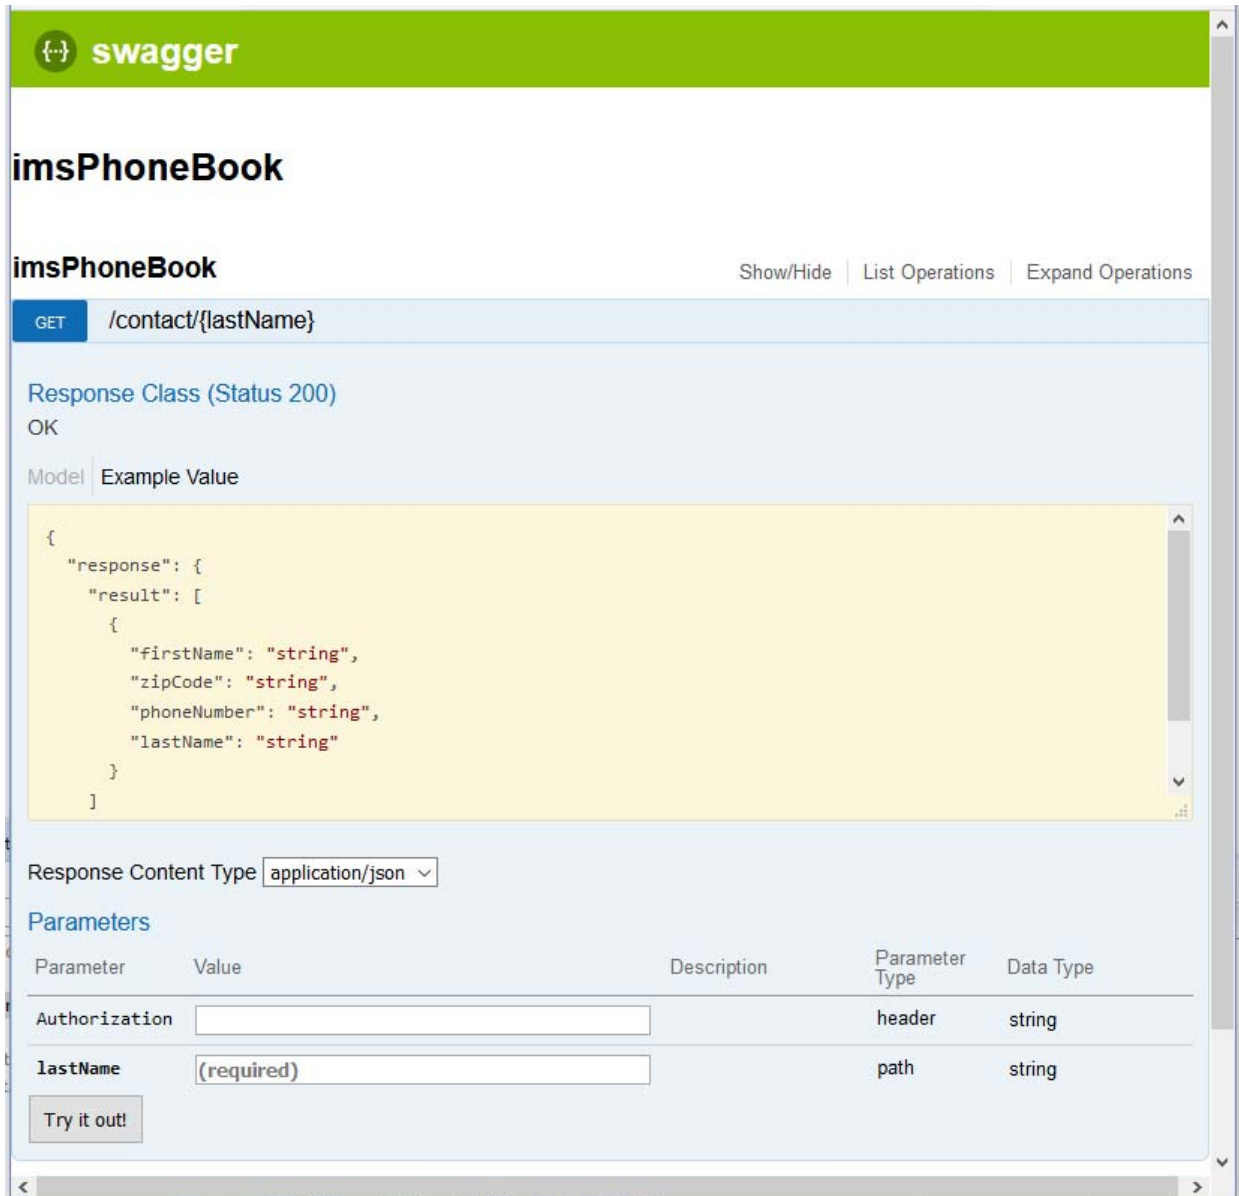 {···} swagger
imsPhoneBook
imsPhoneBook Show/Hide List Operations Expand Operations
GET /contact/{lastName}
Response Class (Status 200)
OK
Model Example Value
{
"response": {
"result": [
{
"firstName": "string",
"zipCode": "string",
"phoneNumber": "string",
"lastName": "string"
}
]
Response Content Type application/json
Parameters
Parameter Value Description Parameter Type Data Type
Authorization header string
lastName (required) path string
Try it out!